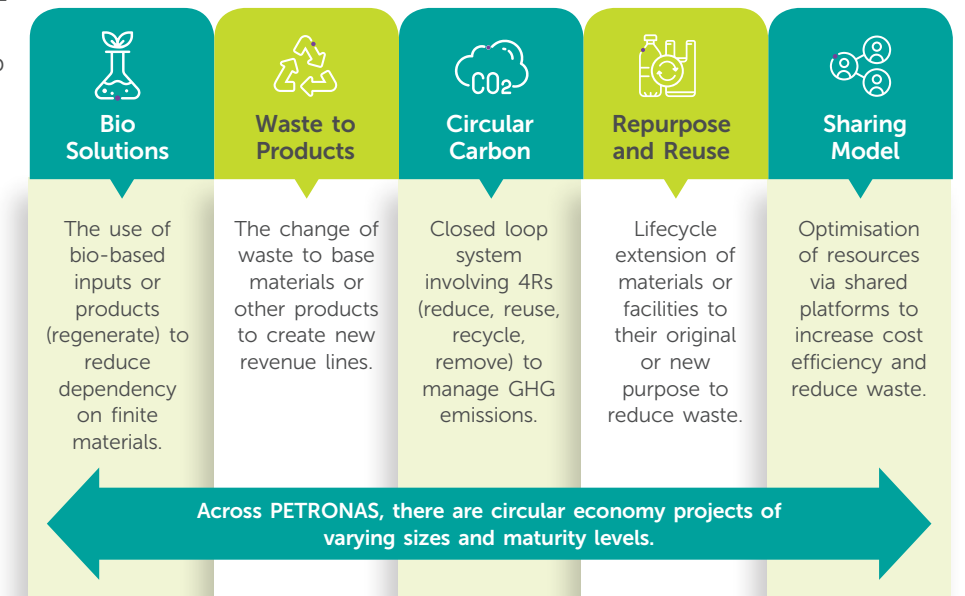 Bio
Solutions
The use of
bio-based
inputs or
products
(regenerate) to
reduce
dependency
on finite
materials.
Waste to
Products
The change of
waste to base
materials or
other products
to create new
revenue lines.
CO2
Circular
Carbon
Closed loop
system
involving 4Rs
(reduce, reuse,
recycle,
remove) to
manage GHG
emissions.
Repurpose
and Reuse
Lifecycle
extension of
materials or
facilities to
their original
or new
purpose to
reduce waste.
Sharing
Model
Optimisation
of resources
via shared
platforms to
increase cost
efficiency and
reduce waste.
Across PETRONAS, there are circular economy projects of
varying sizes and maturity levels.